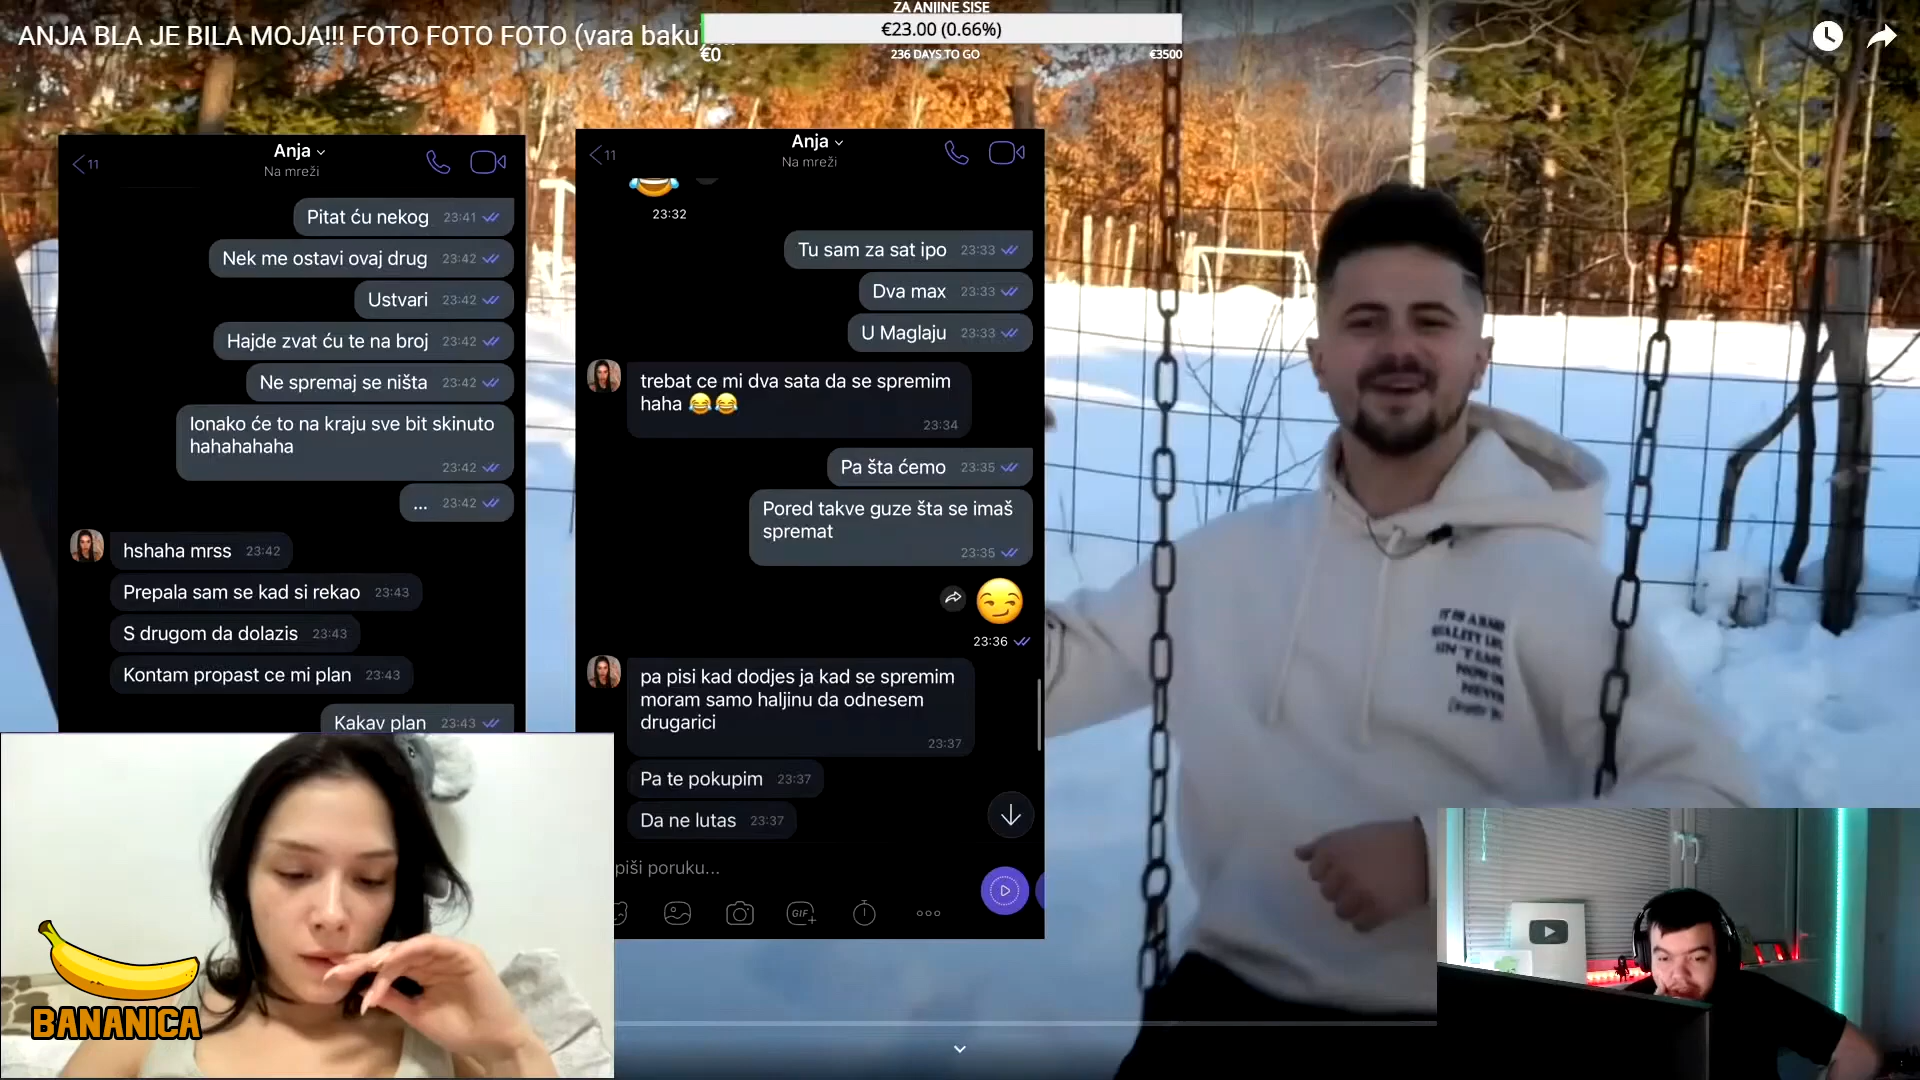 ANJA BLA JE BILA MOJA!!! FOTO FOTO FOTO (vara baku
ZA ANIINE SISE
€23.00 (0.66%)
€0
236 DAYS TO GO
€3500
11
Anja
Na mreži
Pitat ću nekog 23:41
Nek me ostavi ovaj drug 23:42
Ustvari 23:42
Hajde zvat ću te na broj 23:42
Ne spremaj se ništa 23:42
Ionako će to na kraju sve bit skinuto
hahahahaha
23:42
... 23:42
hshaha mrss 23:42
Prepala sam se kad si rekao 23:43
S drugom da dolazis 23:43
Kontam propast ce mi plan 23:43
Kakav plan 23:43
11
Anja
Na mreži
23:32
Tu sam za sat ipo 23:33
Dva max 23:33
U Maglaju 23:33
trebat ce mi dva sata da se spremim
haha 😂😂
23:34
Pa šta ćemo 23:35
Pored takve guze šta se imaš
spremat
23:35
😏
23:36
pa pisi kad dodjes ja kad se spremim
moram samo haljinu da odnesem
drugarici
23:37
Pa te pokupim 23:37
Da ne lutas 23:37
piši poruku...
GIF+
BANANICA